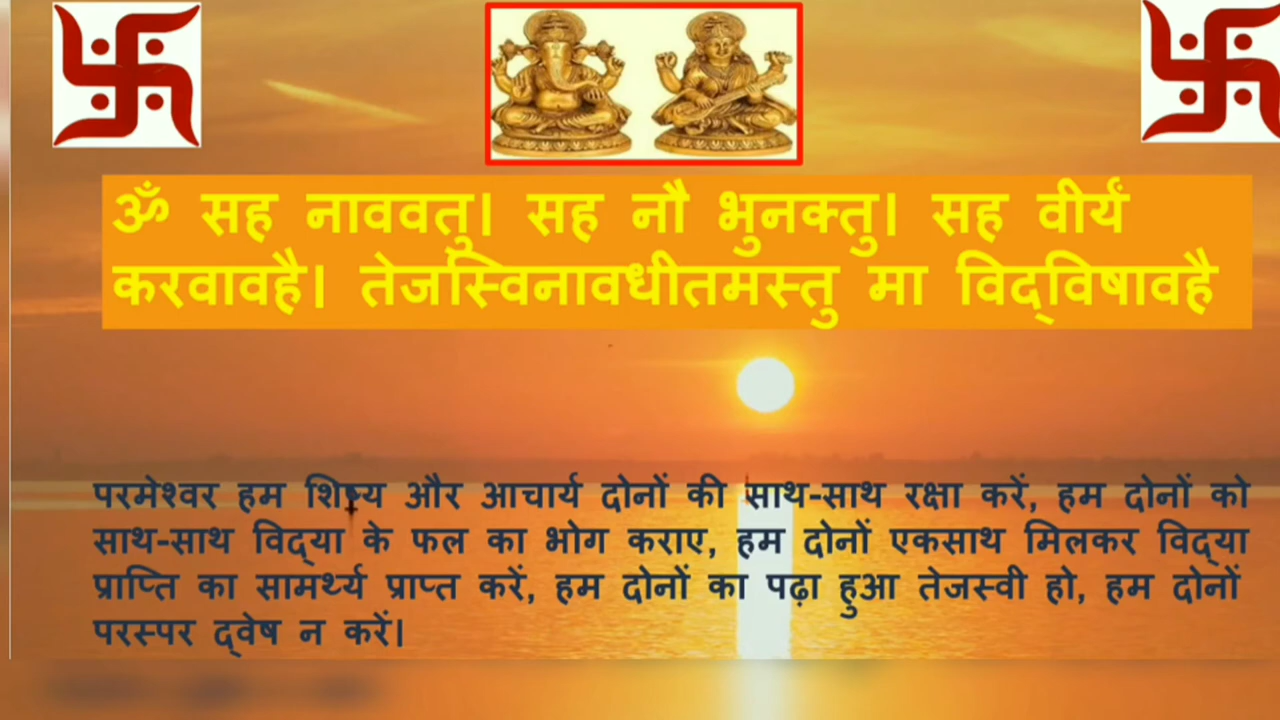 ॐ सह नाववतु। सह नौ भुनक्तु। सह वीर्यं
करवावहै। तेजस्विनावधीतमस्तु मा विद्‌विषावहै
परमेश्वर हम शिष्य और आचार्य दोनों की साथ-साथ रक्षा करें, हम दोनों को
साथ-साथ विद्‌या के फल का भोग कराए, हम दोनों एकसाथ मिलकर विद्‌या
प्राप्ति का सामर्थ्य प्राप्त करें, हम दोनों का पढ़ा हुआ तेजस्वी हो, हम दोनों
परस्पर द्‌वेष न करें।